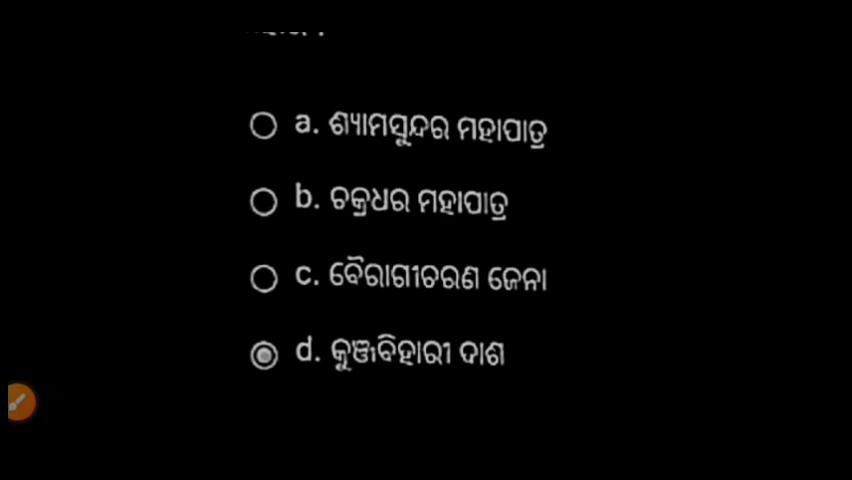 a. ଶ୍ୟାମସୁନ୍ଦର ମହାପାତ୍ର
b. ଚକ୍ରଧର ମହାପାତ୍ର
c. ବୈରାଗୀଚରଣ ଜେନା
d. କୁଞ୍ଜବିହାରୀ ଦାଶ